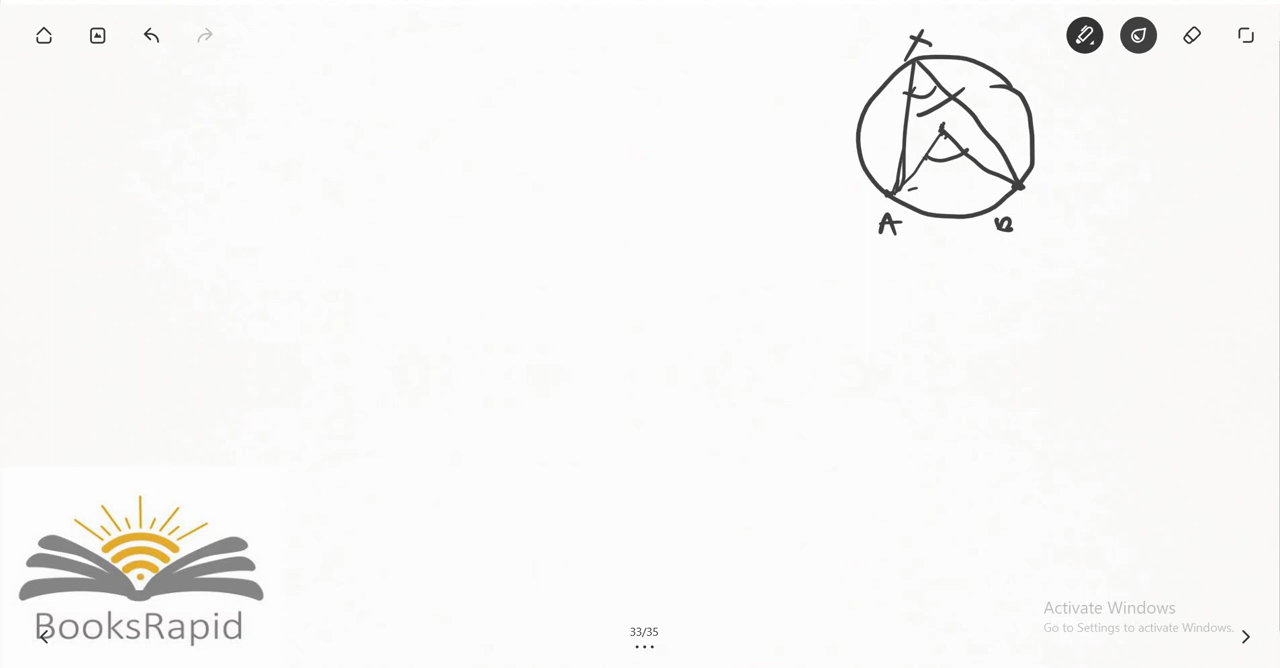 X
A B
BooksRapid
33/35
Activate Windows
Go to Settings to activate Windows.